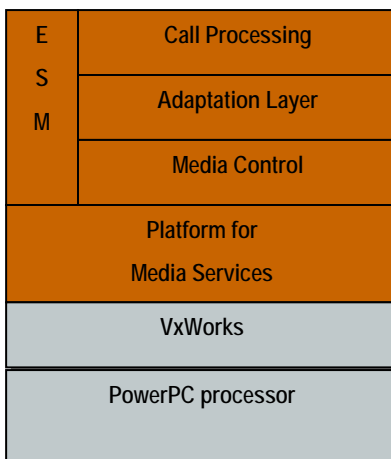 E
S
M
Call Processing
Adaptation Layer
Media Control
Platform for
Media Services
VxWorks
PowerPC processor